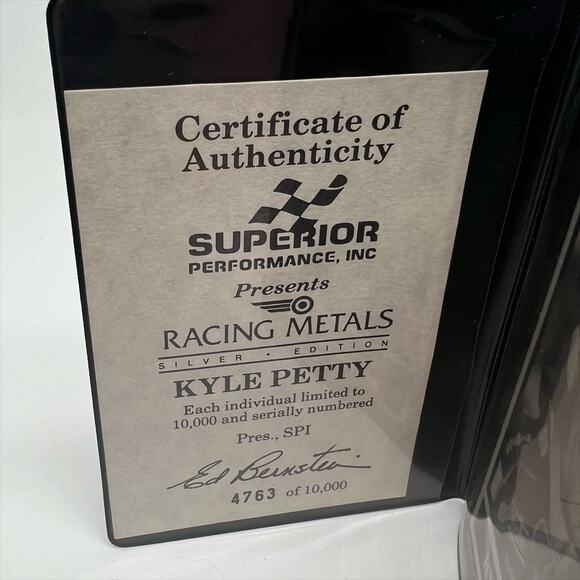 Certificate of
Authenticity
SUPERIOR
PERFORMANCE, INC
Presents
RACING METALS
SILVER • EDITION
KYLE PETTY
Each individual limited to
10,000 and serially numbered
Pres., SPI
Ed Bernstein
4763 of 10,000